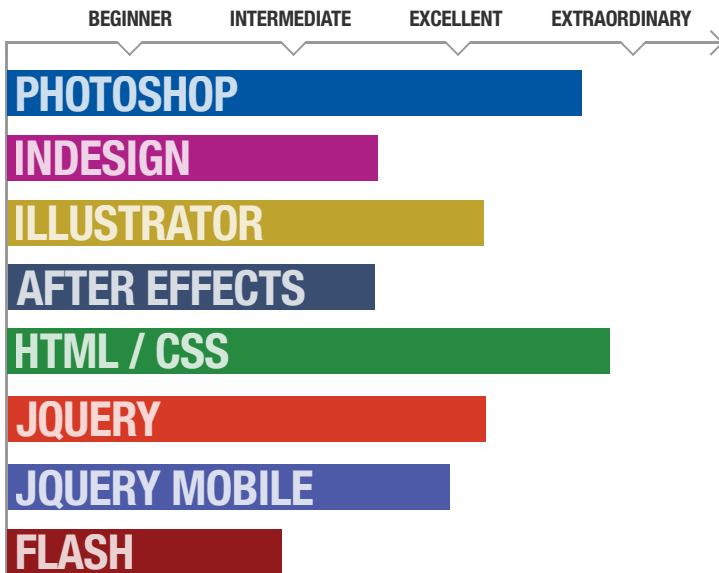 BEGINNER INTERMEDIATE EXCELLENT EXTRAORDINARY
PHOTOSHOP
INDESIGN
ILLUSTRATOR
AFTER EFFECTS
HTML / CSS
JQUERY
JQUERY MOBILE
FLASH